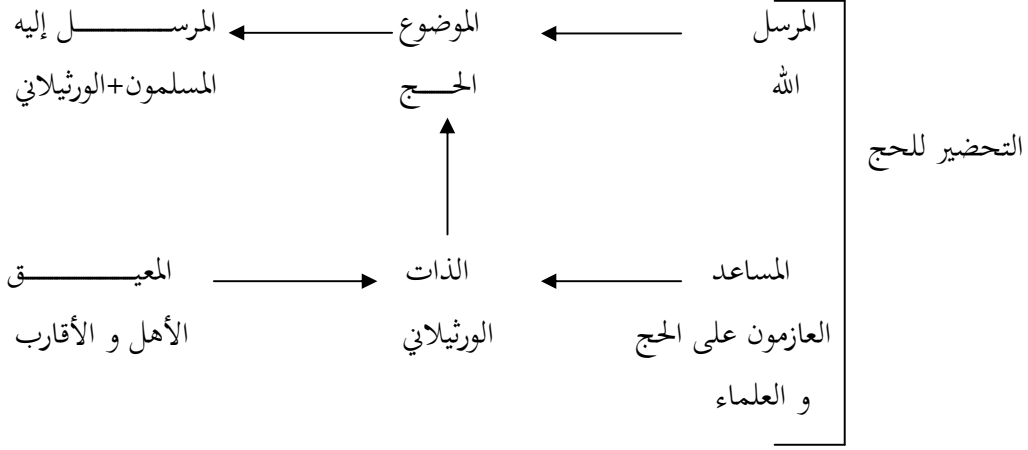 المرسل الموضوع المرسل إليه
الله الحج المسلمون+الورثيلاني
التحضير للحج
المساعد الذات المعيق
العازمون على الحج الورثيلاني الأهل و الأقارب
و العلماء